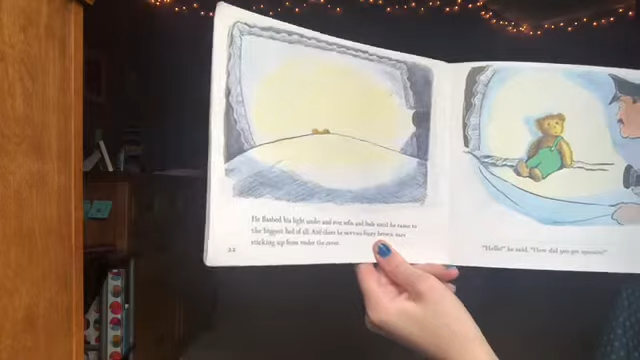 He flashed his light under and over sofas and beds until he came to
the biggest bed of all. And there he saw two fuzzy brown ears
sticking up from under the cover.
22
"Hello!" he said. "How did you get upstairs?"